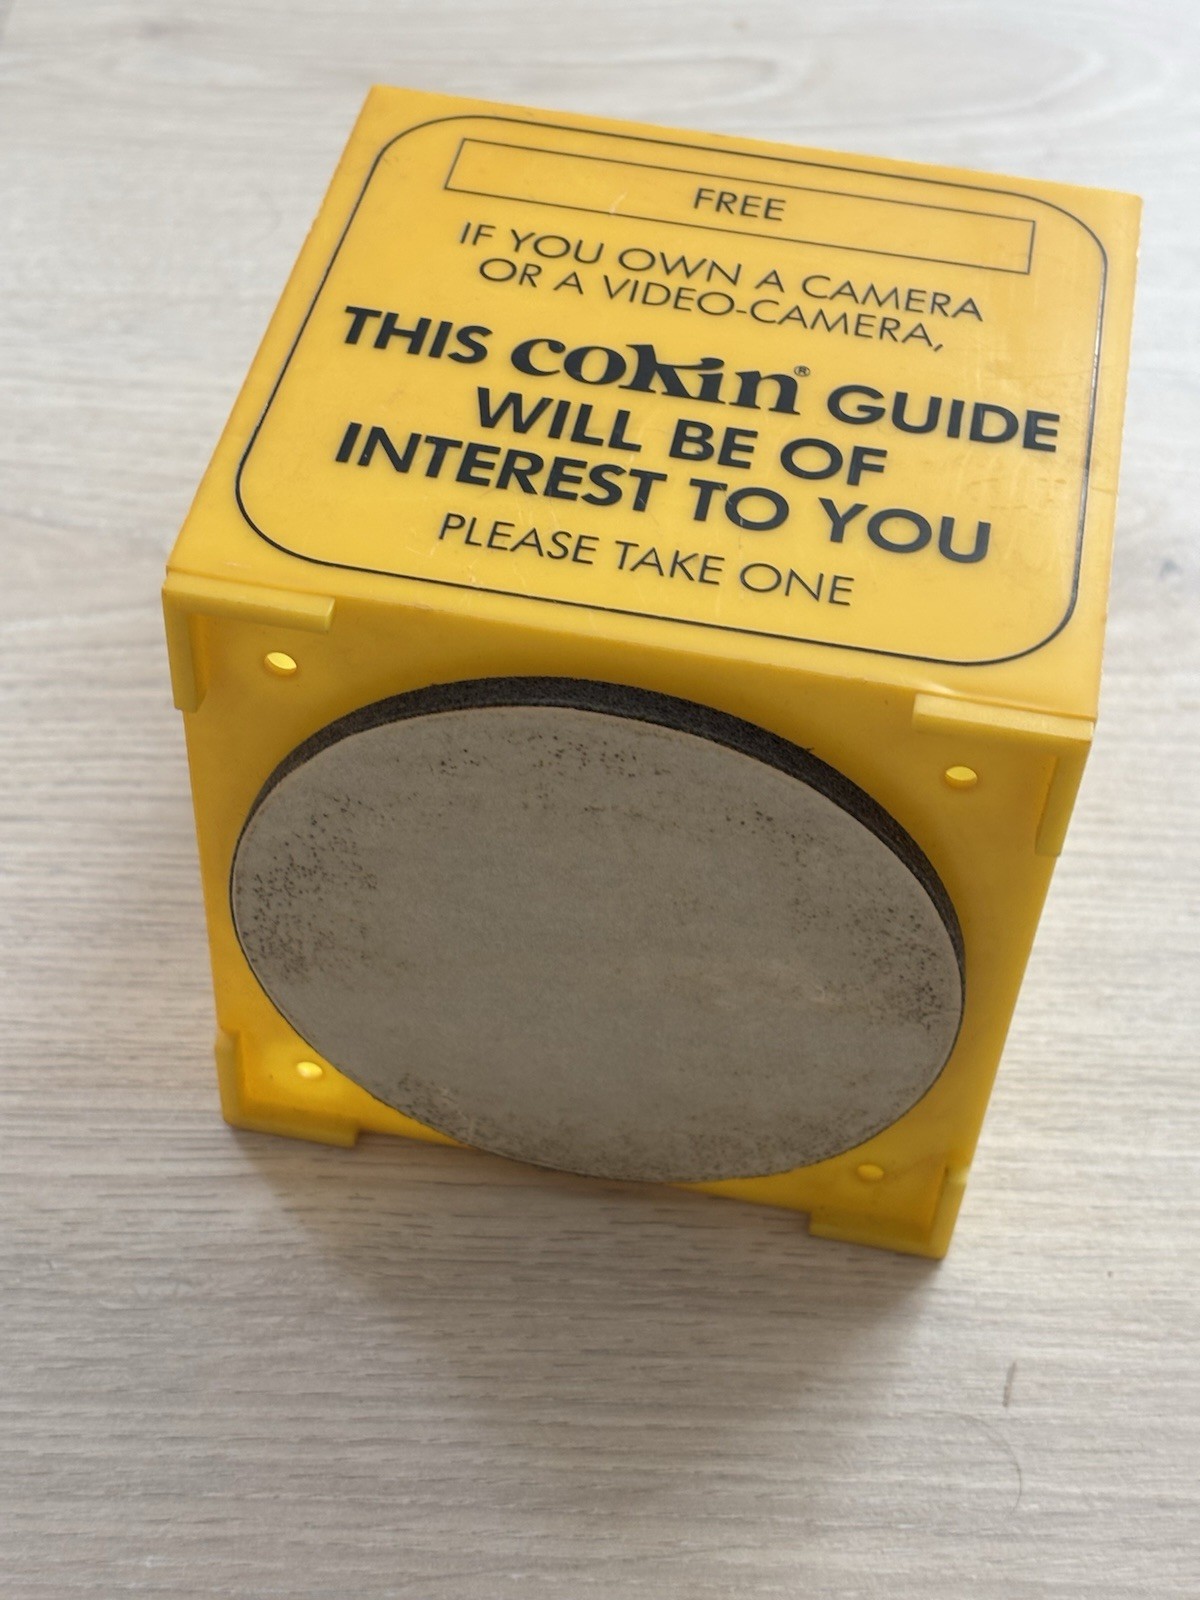 FREE
IF YOU OWN A CAMERA
OR A VIDEO-CAMERA,
THIS cokin® GUIDE
WILL BE OF
INTEREST TO YOU
PLEASE TAKE ONE